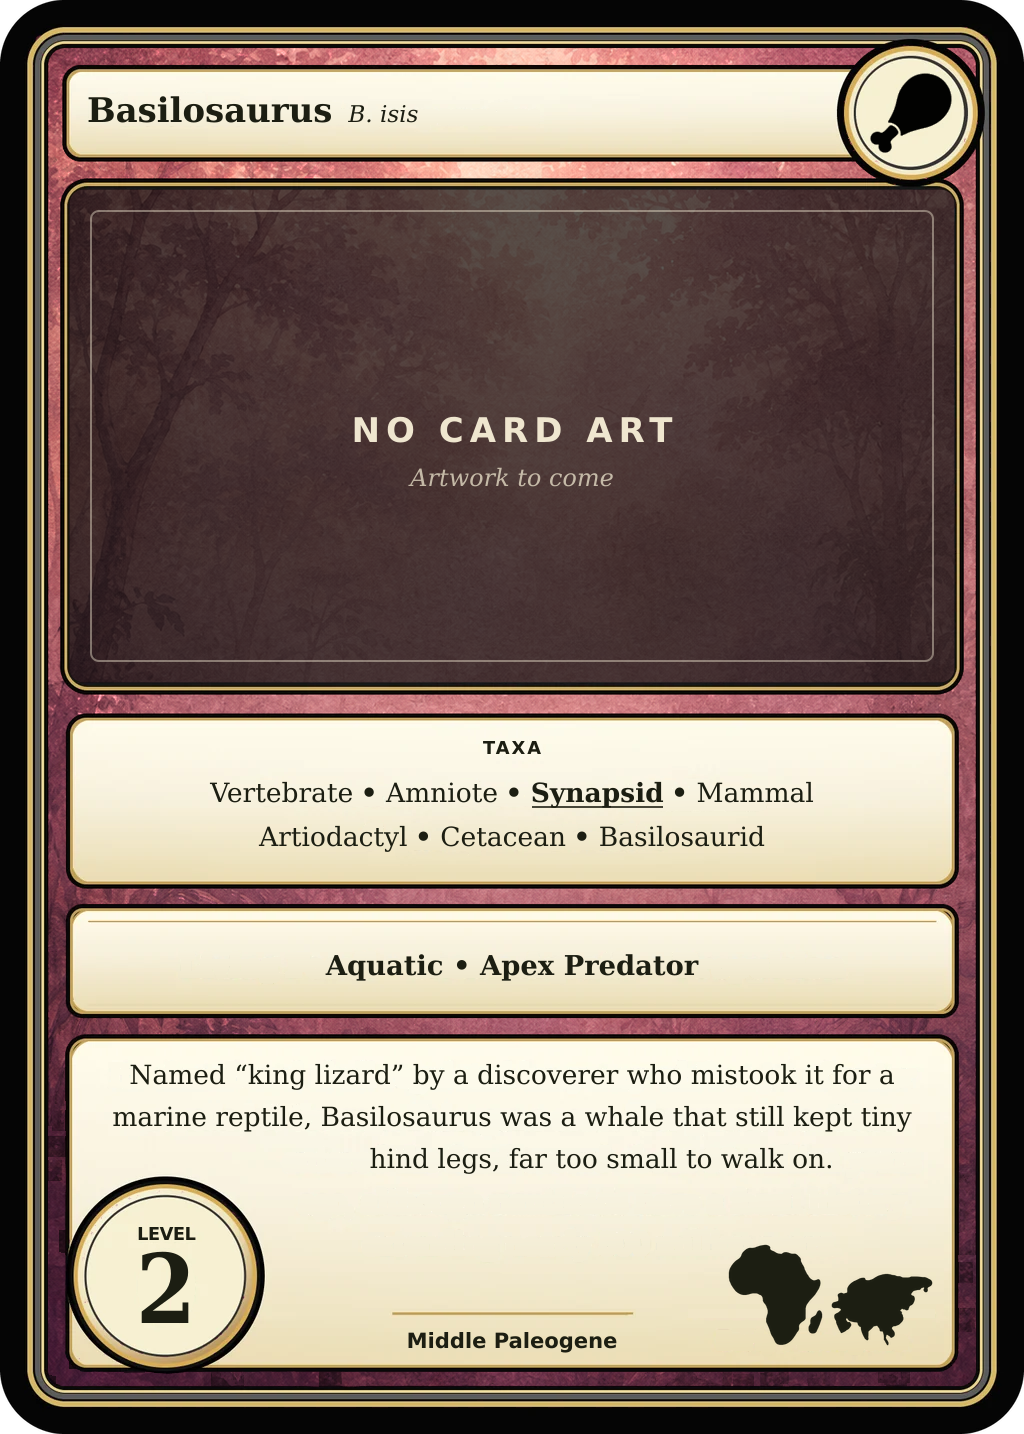 Basilosaurus B. isis
NO CARD ART
Artwork to come
TAXA
Vertebrate • Amniote • Synapsid • Mammal
Artiodactyl • Cetacean • Basilosaurid
Aquatic • Apex Predator
Named “king lizard” by a discoverer who mistook it for a
marine reptile, Basilosaurus was a whale that still kept tiny
hind legs, far too small to walk on.
LEVEL
2
Middle Paleogene